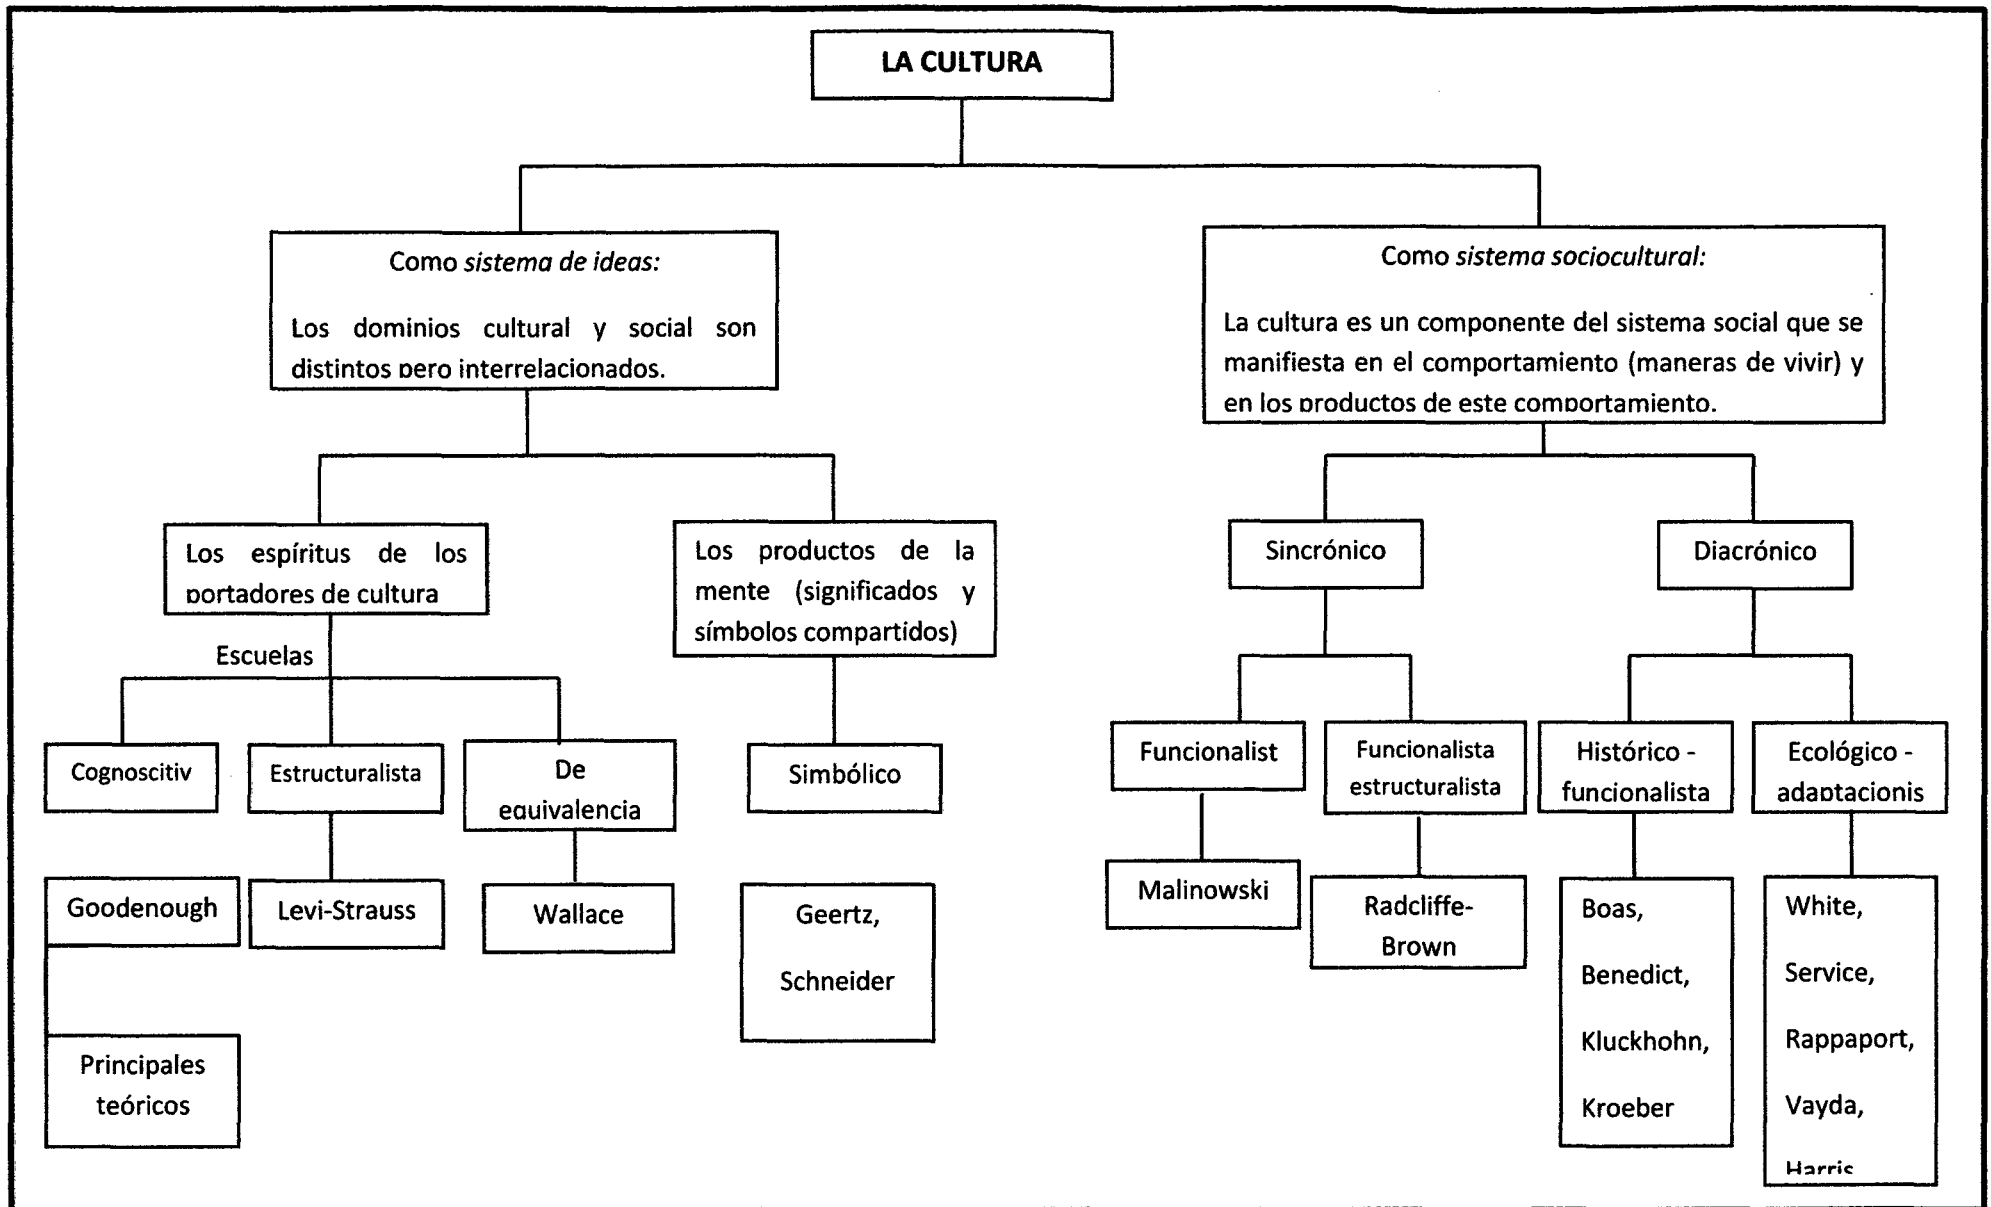 LA CULTURA
Como sistema de ideas:
Los dominios cultural y social son
distintos pero interrelacionados.
Como sistema sociocultural:
La cultura es un componente del sistema social que se
manifiesta en el comportamiento (maneras de vivir) y
en los productos de este comportamiento.
Los espíritus de los
portadores de cultura
Los productos de la
mente (significados y
símbolos compartidos)
Sincrónico
Diacrónico
Escuelas
Cognoscitiv
Estructuralista
De
equivalencia
Simbólico
Funcionalist
Funcionalista
estructuralista
Histórico -
funcionalista
Ecológico -
adaptacionis
Goodenough
Levi-Strauss
Wallace
Geertz,
Schneider
Malinowski
Radcliffe-
Brown
Boas,
Benedict,
Kluckhohn,
Kroeber
White,
Service,
Rappaport,
Vayda,
Harris
Principales
teóricos